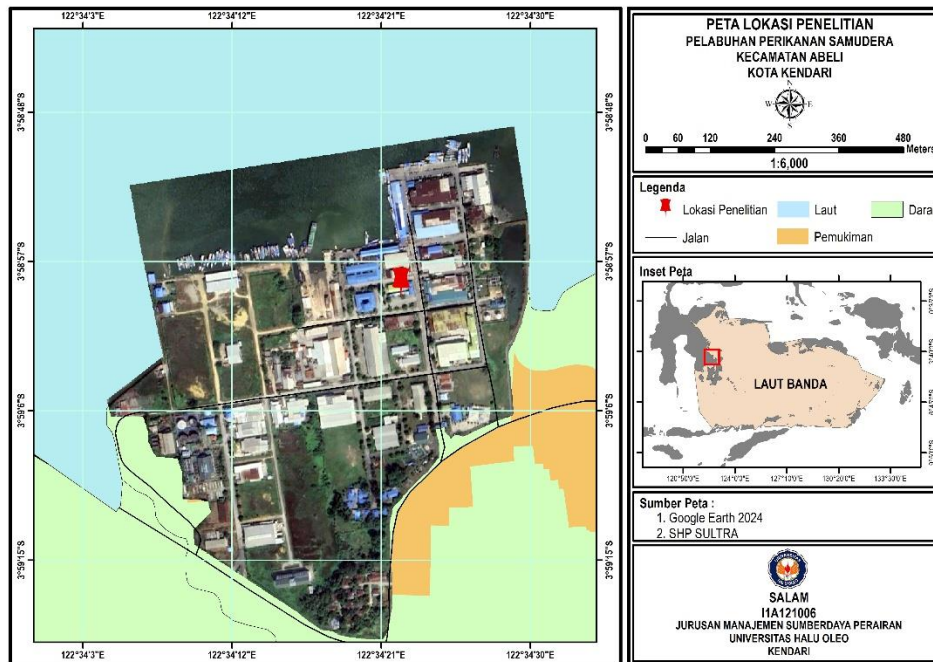 122°34'3"E 122°34'12"E 122°34'21"E 122°34'30"E
3°58'48"S 3°58'48"S
3°58'57"S 3°58'57"S
3°59'6"S 3°59'6"S
3°59'15"S 3°59'15"S
122°34'3"E 122°34'12"E 122°34'21"E 122°34'30"E
PETA LOKASI PENELITIAN
PELABUHAN PERIKANAN SAMUDERA
KECAMATAN ABELI
KOTA KENDARI
N
W E
S
0 60 120 240 360 480
Meters
1:6,000
Legenda
Lokasi Penelitian Laut Dara
Jalan Pemukiman
Inset Peta
LAUT BANDA
120°50'0"E 124°0'0"E 127°10'0"E 130°20'0"E 133°30'0"E
Sumber Peta :
1. Google Earth 2024
2. SHP SULTRA
SALAM
I1A121006
JURUSAN MANAJEMEN SUMBERDAYA PERAIRAN
UNIVERSITAS HALU OLEO
KENDARI